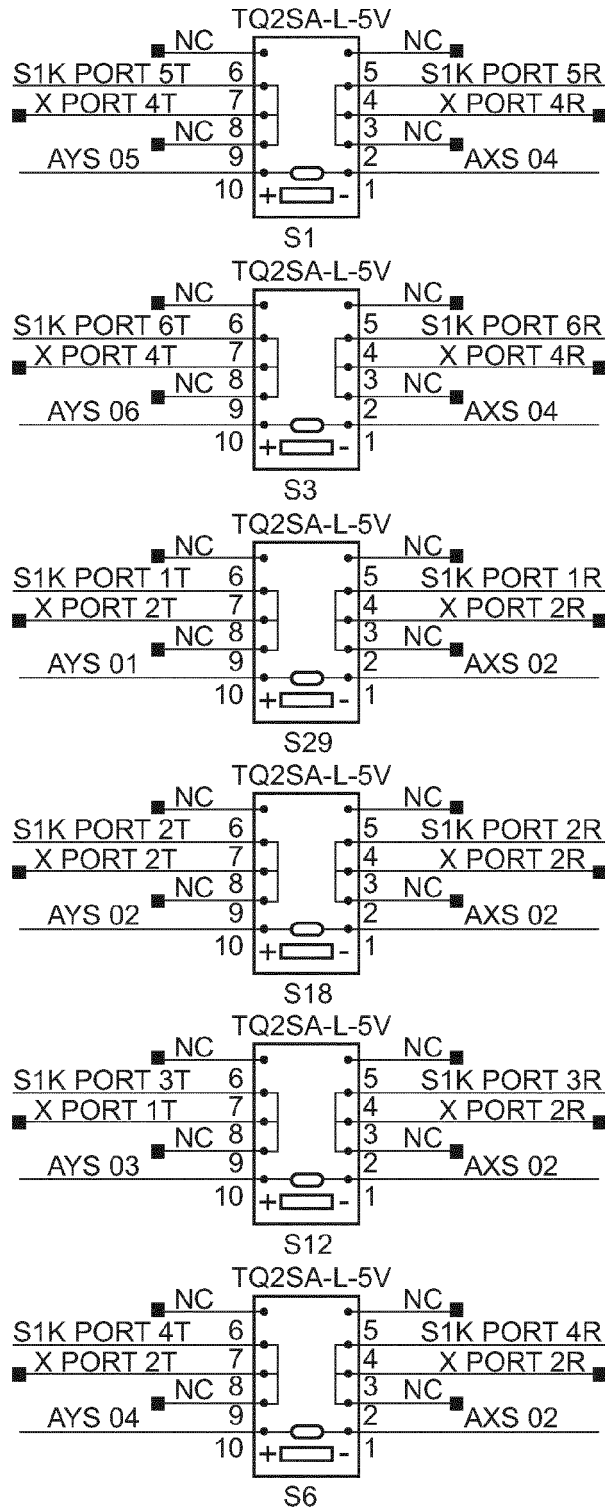 TQ2SA-L-5V
NC NC
S1K PORT 5T 6 5 S1K PORT 5R
X PORT 4T 7 4 X PORT 4R
NC 8 3 NC
AYS 05 9 2 AXS 04
10 + - 1
S1
TQ2SA-L-5V
NC NC
S1K PORT 6T 6 5 S1K PORT 6R
X PORT 4T 7 4 X PORT 4R
NC 8 3 NC
AYS 06 9 2 AXS 04
10 + - 1
S3
TQ2SA-L-5V
NC NC
S1K PORT 1T 6 5 S1K PORT 1R
X PORT 2T 7 4 X PORT 2R
NC 8 3 NC
AYS 01 9 2 AXS 02
10 + - 1
S29
TQ2SA-L-5V
NC NC
S1K PORT 2T 6 5 S1K PORT 2R
X PORT 2T 7 4 X PORT 2R
NC 8 3 NC
AYS 02 9 2 AXS 02
10 + - 1
S18
TQ2SA-L-5V
NC NC
S1K PORT 3T 6 5 S1K PORT 3R
X PORT 1T 7 4 X PORT 2R
NC 8 3 NC
AYS 03 9 2 AXS 02
10 + - 1
S12
TQ2SA-L-5V
NC NC
S1K PORT 4T 6 5 S1K PORT 4R
X PORT 2T 7 4 X PORT 2R
NC 8 3 NC
AYS 04 9 2 AXS 02
10 + - 1
S6